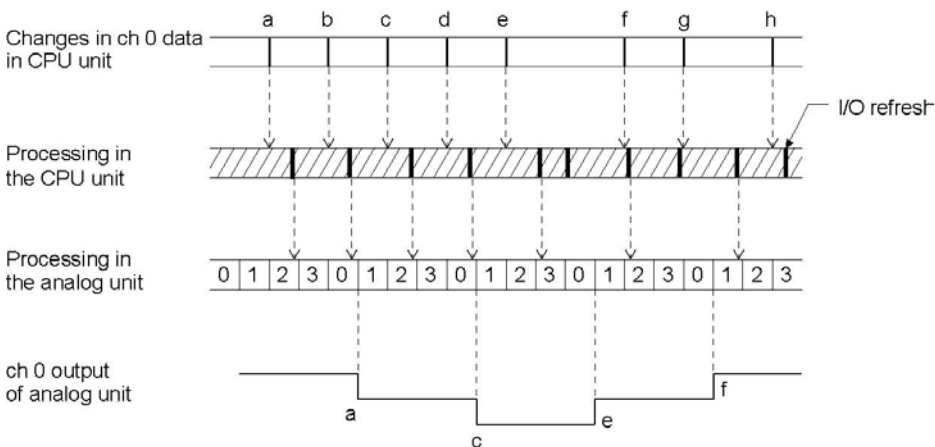 a b c d e f g h
Changes in ch 0 data
in CPU unit
I/O refresh
Processing in
the CPU unit
Processing in
the analog unit
0 1 2 3 0 1 2 3 0 1 2 3 0 1 2 3 0 1 2 3
ch 0 output
of analog unit
a
c
e
f